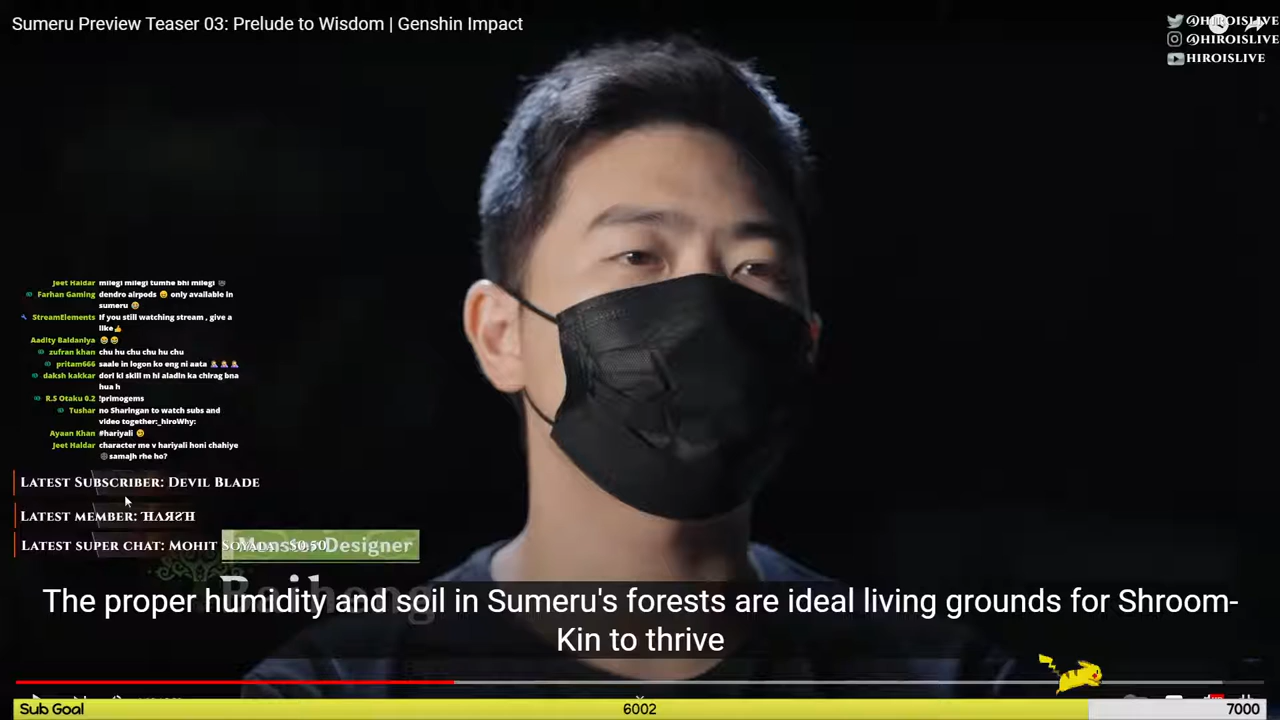 Sumeru Preview Teaser 03: Prelude to Wisdom | Genshin Impact
@HIROISLIVE
@HIROISLIVE
HIROISLIVE
Jeet Haldar milegi milegi tumhe bhi milegi
Farhan Gaming dendro airpods 😆 only available in
sumeru 😂
StreamElements If you still watching stream , give a
like👍
Aadity Baldaniya 😆 😆
zufran khan chu hu chu chu hu chu
pritam666 saale in logon ko eng ni aata
daksh kakkar dori ki skill m hi aladin ka chirag bna
hua h
R.S Otaku 0.2 !primogems
Tushar no Sharingan to watch subs and
video together:_hiroWhy:
Ayaan Khan #hariyali
Jeet Haldar character me v hariyali honi chahiye
samajh rhe ho?
LATEST SUBSCRIBER: DEVIL BLADE
LATEST MEMBER: ꃅΛЯƧH
LATEST SUPER CHAT: MOHIT
Monster Designer
Baiheng
The proper humidity and soil in Sumeru's forests are ideal living grounds for Shroom-
Kin to thrive
Sub Goal 6002 7000